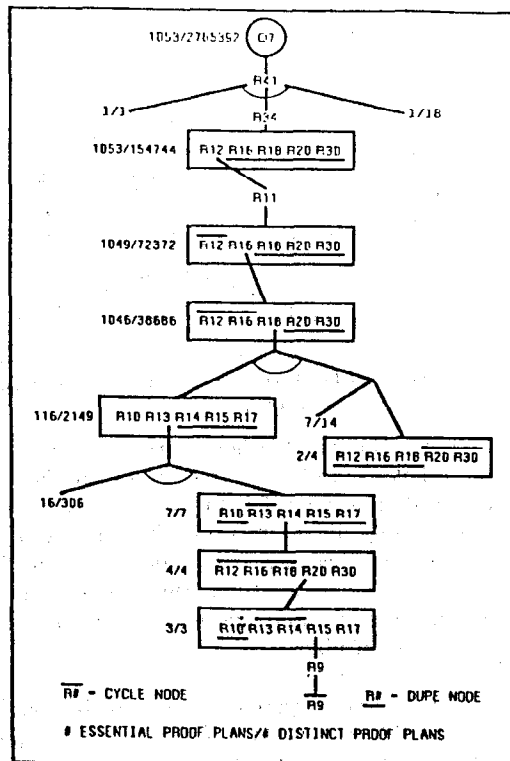 1053/2765392 Q7
R41
1/1 1/18
R34
1053/154744 R12 R16 R18 R20 R30
R11
1049/72372 R12 R16 R18 R20 R30
1046/38686 R12 R16 R18 R20 R30
116/2149 R10 R13 R14 R15 R17
7/14
2/4 R12 R16 R18 R20 R30
16/306
7/7 R10 R13 R14 R15 R17
4/4 R12 R16 R18 R20 R30
3/3 R10 R13 R14 R15 R17
R9
R9
R# - CYCLE NODE R# - DUPE NODE
# ESSENTIAL PROOF PLANS/# DISTINCT PROOF PLANS